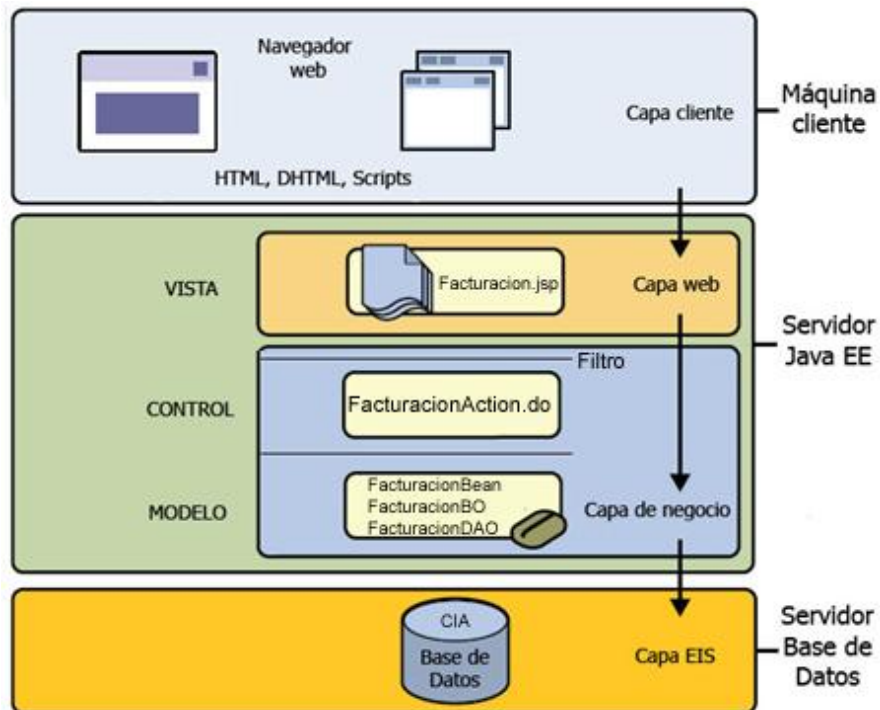 Navegador
web
Capa cliente
HTML, DHTML, Scripts
Máquina
cliente
VISTA
Facturacion.jsp
Capa web
Servidor
Java EE
Filtro
CONTROL
FacturacionAction.do
MODELO
FacturacionBean
FacturacionBO
FacturacionDAO
Capa de negocio
CIA
Base de
Datos
Capa EIS
Servidor
Base de
Datos